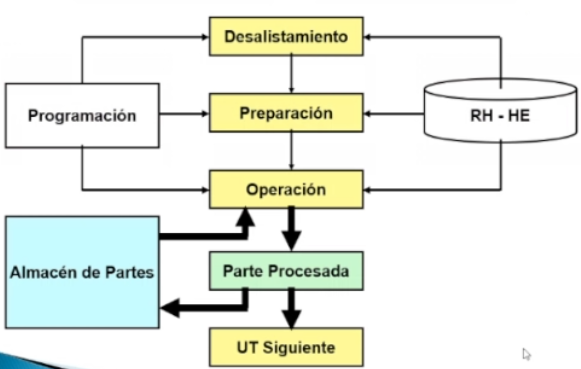 Desalistamiento
Programación
Preparación
RH - HE
Operación
Almacén de Partes
Parte Procesada
UT Siguiente